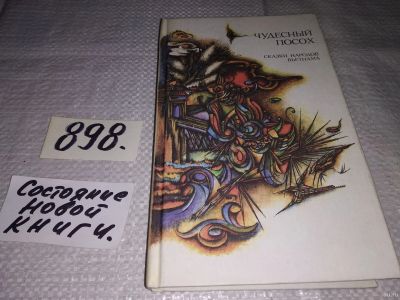 ЧУДЕСНЫЙ
ПОСОХ
СКАЗКИ НАРОДОВ
ВЬЕТНАМА
898.
Состояние
новой
книги.